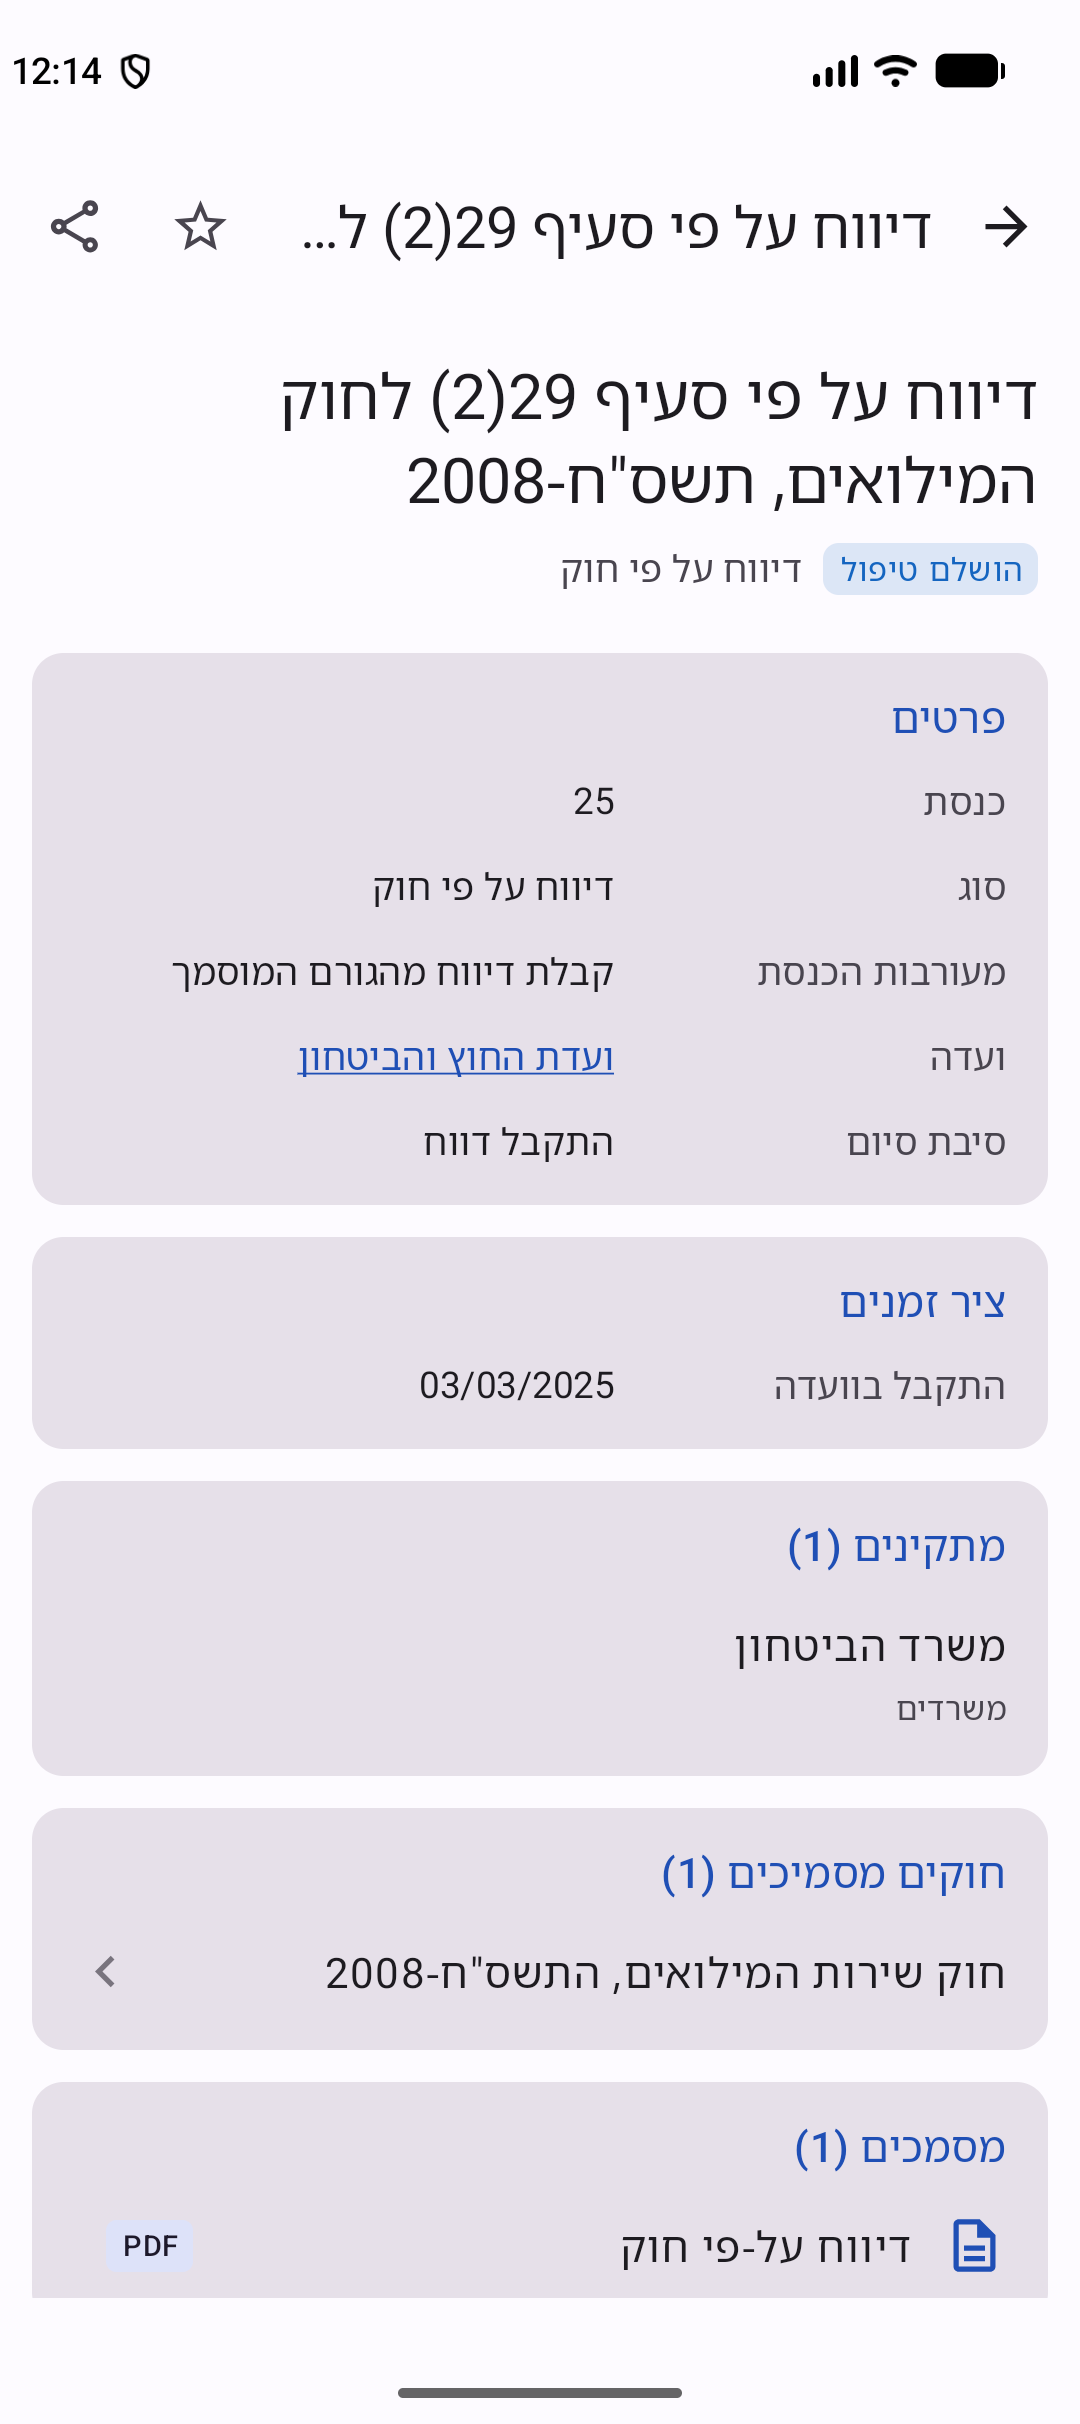 12:14
דיווח על פי סעיף 29(2) ל...
דיווח על פי סעיף 29(2) לחוק
המילואים, תשס"ח-2008
הושלם טיפול דיווח על פי חוק
פרטים
כנסת 25
סוג דיווח על פי חוק
מעורבות הכנסת קבלת דיווח מהגורם המוסמך
ועדה ועדת החוץ והביטחון
סיבת סיום התקבל דווח
ציר זמנים
התקבל בוועדה 03/03/2025
מתקינים (1)
משרד הביטחון
משרדים
חוקים מסמיכים (1)
חוק שירות המילואים, התשס"ח-2008
מסמכים (1)
דיווח על-פי חוק PDF